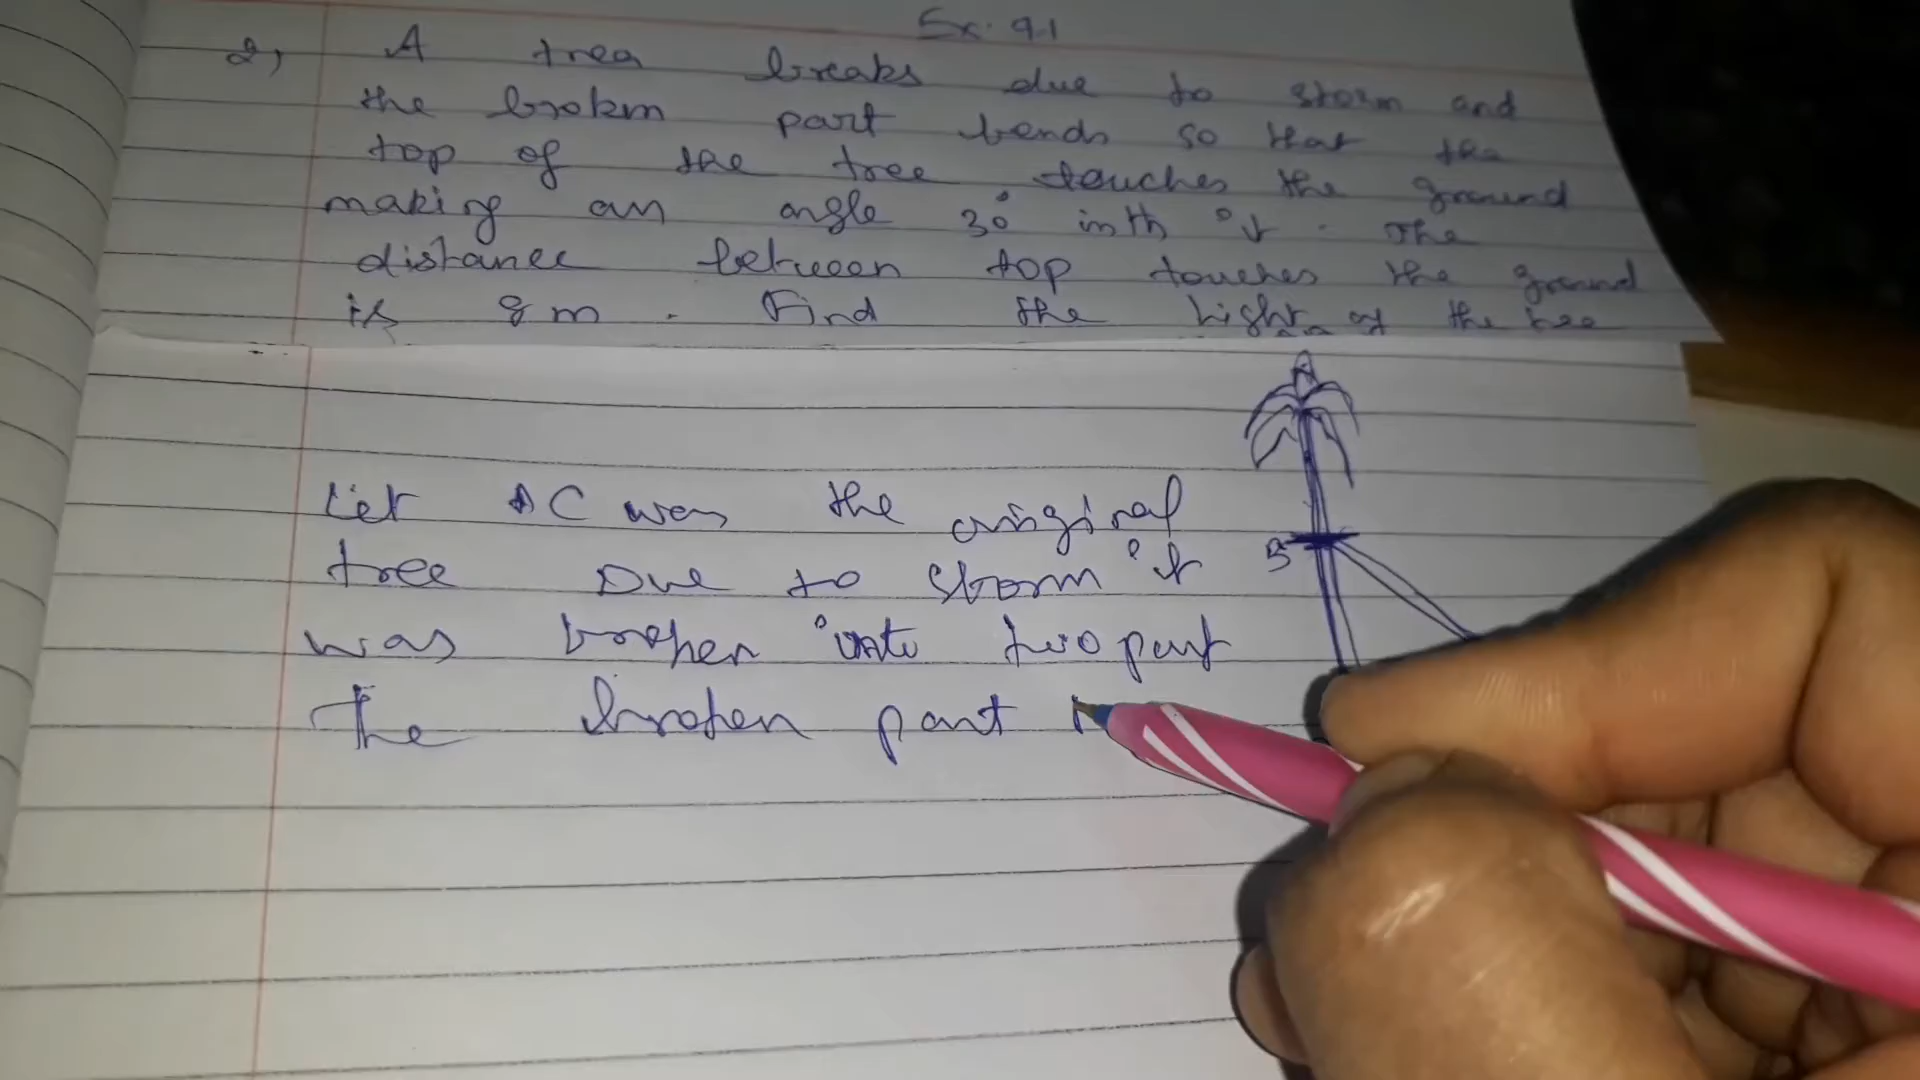 Ex. 9.1
2, A trea breaks due to storm and
the broken part bends so that the
top of the tree touches the ground
making an angle 30° inth it. The
distance between top touches the ground
is 8 m. Find the hight of the tree
A
Let AC was the original
tree Due to storm it
B
was broken into two part
The broken part